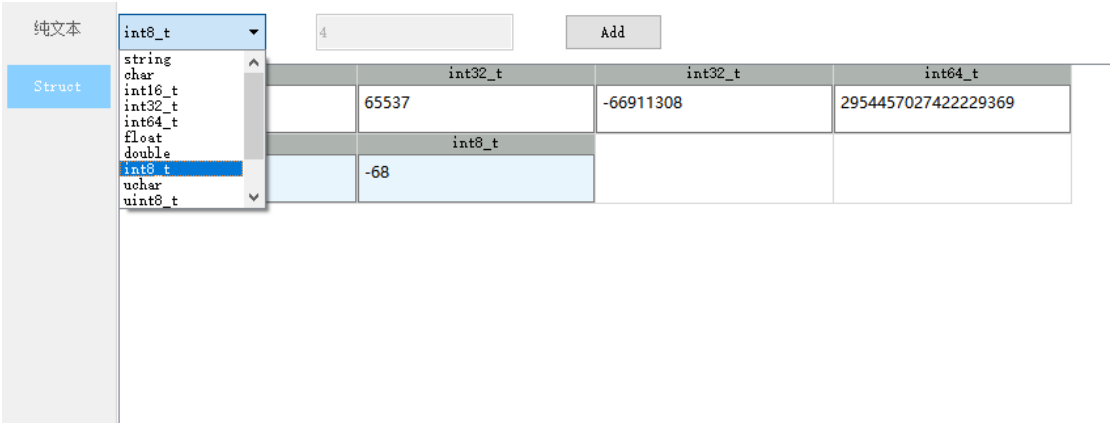 纯文本
int8_t
4
Add
Struct
string
char
int16_t
int32_t
int64_t
float
double
int8_t
uchar
uint8_t
int32_t
int32_t
int64_t
65537
-66911308
2954457027422229369
int8_t
-68